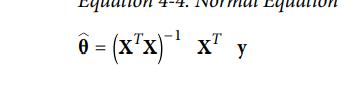 Equation 4-4. Normal Equation
θ̂ = (XᵀX)⁻¹ Xᵀ y